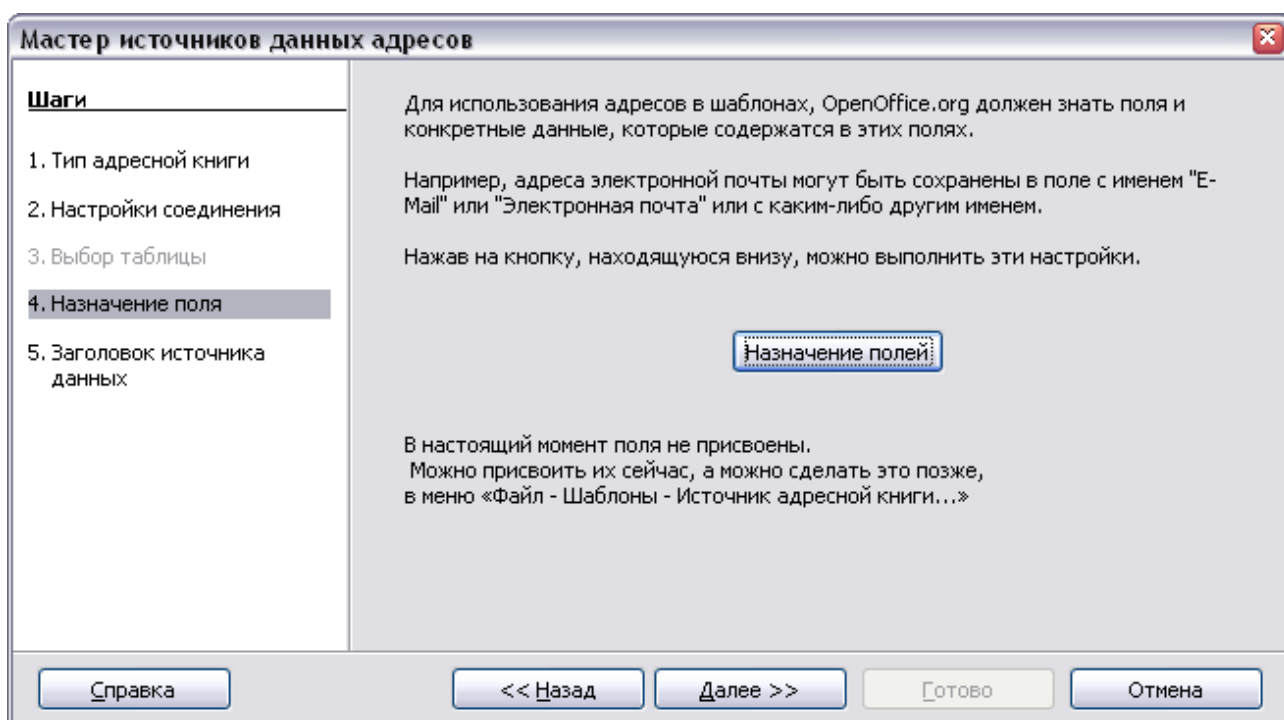 Мастер источников данных адресов
Шаги
1. Тип адресной книги
2. Настройки соединения
3. Выбор таблицы
4. Назначение поля
5. Заголовок источника
данных
Для использования адресов в шаблонах, OpenOffice.org должен знать поля и
конкретные данные, которые содержатся в этих полях.
Например, адреса электронной почты могут быть сохранены в поле с именем "E-
Mail" или "Электронная почта" или с каким-либо другим именем.
Нажав на кнопку, находящуюся внизу, можно выполнить эти настройки.
Назначение полей
В настоящий момент поля не присвоены.
Можно присвоить их сейчас, а можно сделать это позже,
в меню «Файл - Шаблоны - Источник адресной книги...»
Справка
<< Назад
Далее >>
Готово
Отмена